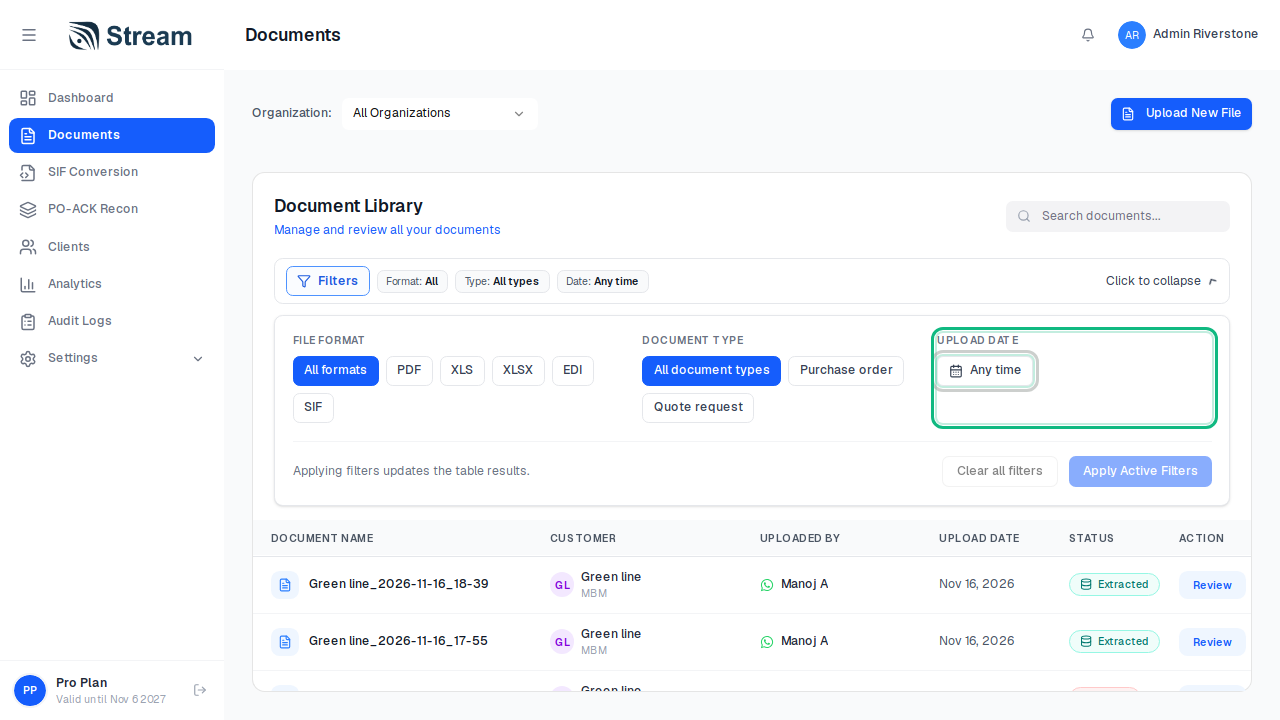 Stream
Documents
AR
Admin Riverstone
Dashboard
Documents
SIF Conversion
PO-ACK Recon
Clients
Analytics
Audit Logs
Settings
PP
Pro Plan
Valid until Nov 6 2027
Organization:
All Organizations
Upload New File
Document Library
Manage and review all your documents
Search documents...
Filters
Format: All
Type: All types
Date: Any time
Click to collapse
FILE FORMAT
All formats
PDF
XLS
XLSX
EDI
SIF
DOCUMENT TYPE
All document types
Purchase order
Quote request
UPLOAD DATE
Any time
Applying filters updates the table results.
Clear all filters
Apply Active Filters
DOCUMENT NAME
CUSTOMER
UPLOADED BY
UPLOAD DATE
STATUS
ACTION
Green line_2026-11-16_18-39
GL
Green line
MBM
Manoj A
Nov 16, 2026
Extracted
Review
Green line_2026-11-16_17-55
GL
Green line
MBM
Manoj A
Nov 16, 2026
Extracted
Review
Green line